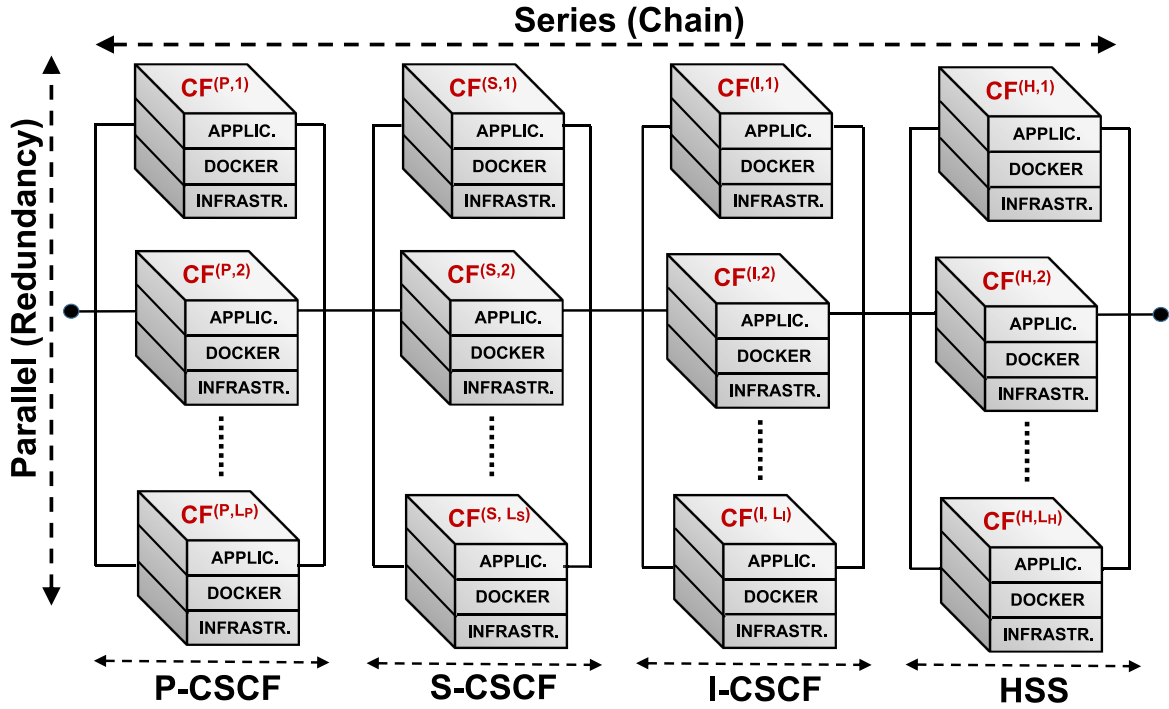 Series (Chain)
Parallel (Redundancy)
CF(P,1)
APPLIC.
DOCKER
INFRASTR.
CF(S,1)
APPLIC.
DOCKER
INFRASTR.
CF(I,1)
APPLIC.
DOCKER
INFRASTR.
CF(H,1)
APPLIC.
DOCKER
INFRASTR.
CF(P,2)
APPLIC.
DOCKER
INFRASTR.
CF(S,2)
APPLIC.
DOCKER
INFRASTR.
CF(I,2)
APPLIC.
DOCKER
INFRASTR.
CF(H,2)
APPLIC.
DOCKER
INFRASTR.
CF(P,LP)
APPLIC.
DOCKER
INFRASTR.
CF(S, LS)
APPLIC.
DOCKER
INFRASTR.
CF(I, LI)
APPLIC.
DOCKER
INFRASTR.
CF(H,LH)
APPLIC.
DOCKER
INFRASTR.
P-CSCF
S-CSCF
I-CSCF
HSS